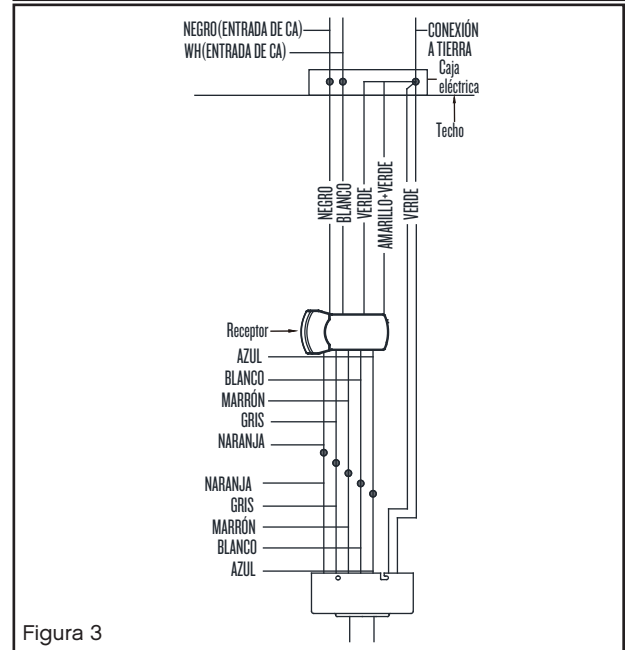 NEGRO(ENTRADA DE CA)
WH(ENTRADA DE CA)
CONEXIÓN
A TIERRA
Caja
eléctrica
Techo
NEGRO
BLANCO
VERDE
AMARILLO+VERDE
VERDE
Receptor
AZUL
BLANCO
MARRÓN
GRIS
NARANJA
NARANJA
GRIS
MARRÓN
BLANCO
AZUL
Figura 3